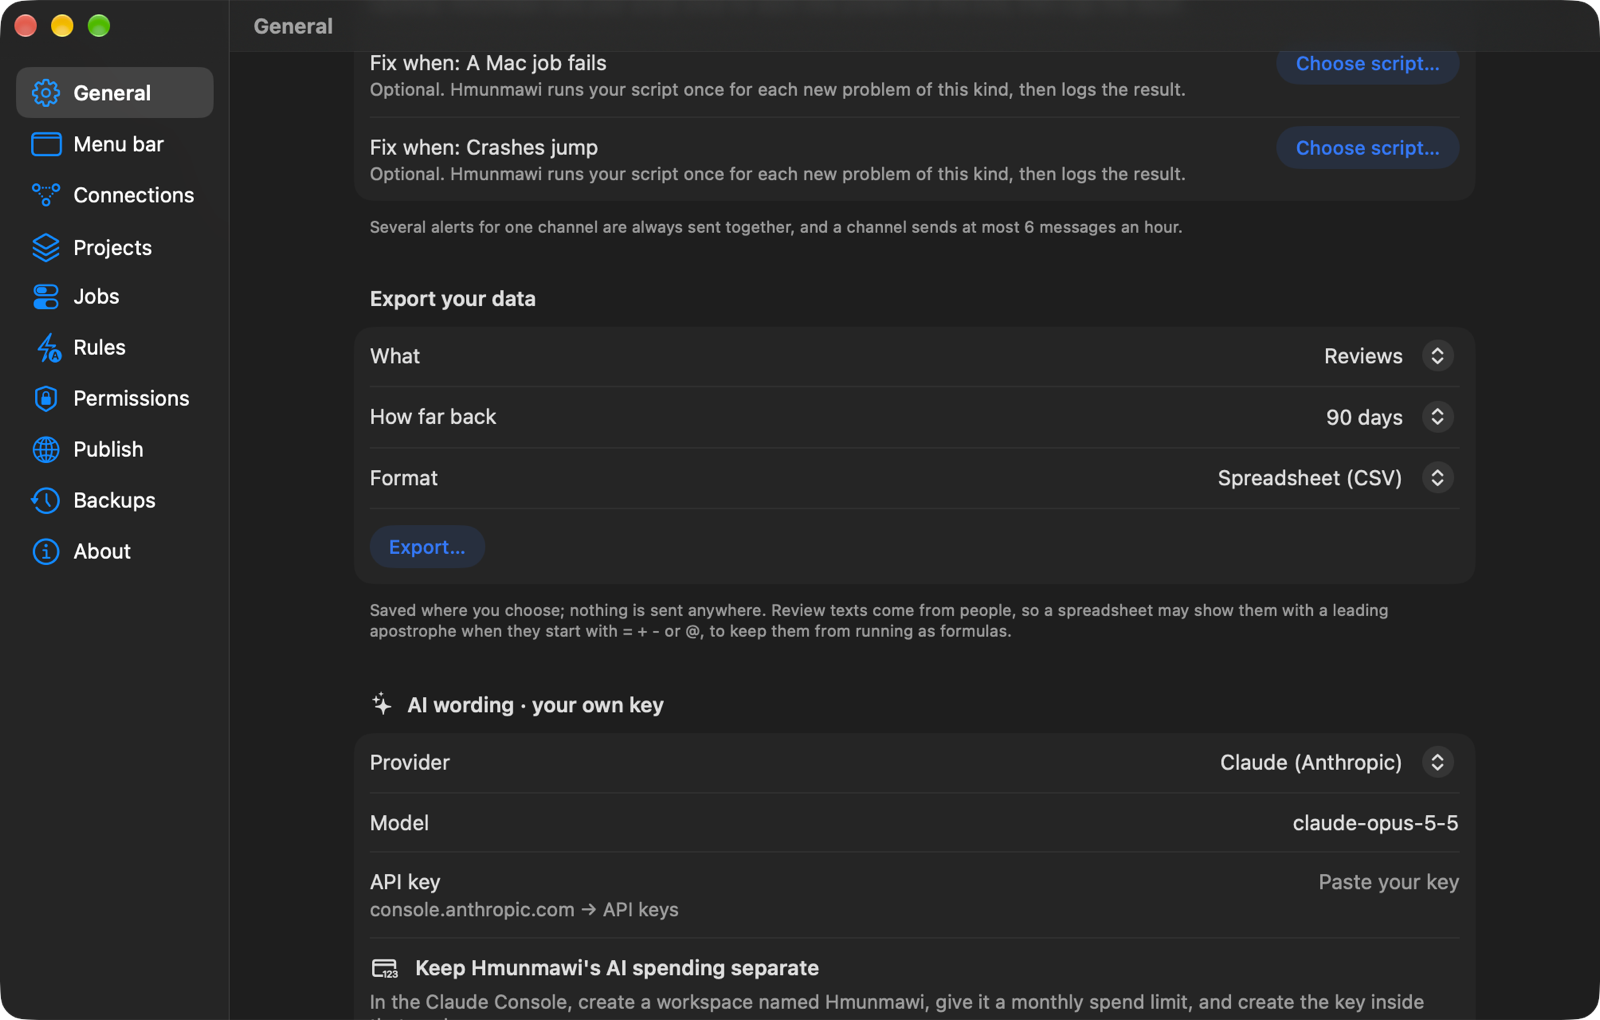 General
General
Menu bar
Connections
Projects
Jobs
Rules
Permissions
Publish
Backups
About
Fix when: A Mac job fails
Choose script...
Optional. Hmunmawi runs your script once for each new problem of this kind, then logs the result.
Fix when: Crashes jump
Choose script...
Optional. Hmunmawi runs your script once for each new problem of this kind, then logs the result.
Several alerts for one channel are always sent together, and a channel sends at most 6 messages an hour.
Export your data
What
Reviews
How far back
90 days
Format
Spreadsheet (CSV)
Export...
Saved where you choose; nothing is sent anywhere. Review texts come from people, so a spreadsheet may show them with a leading
apostrophe when they start with = + - or @, to keep them from running as formulas.
AI wording · your own key
Provider
Claude (Anthropic)
Model
claude-opus-5-5
API key
Paste your key
console.anthropic.com → API keys
Keep Hmunmawi's AI spending separate
In the Claude Console, create a workspace named Hmunmawi, give it a monthly spend limit, and create the key inside